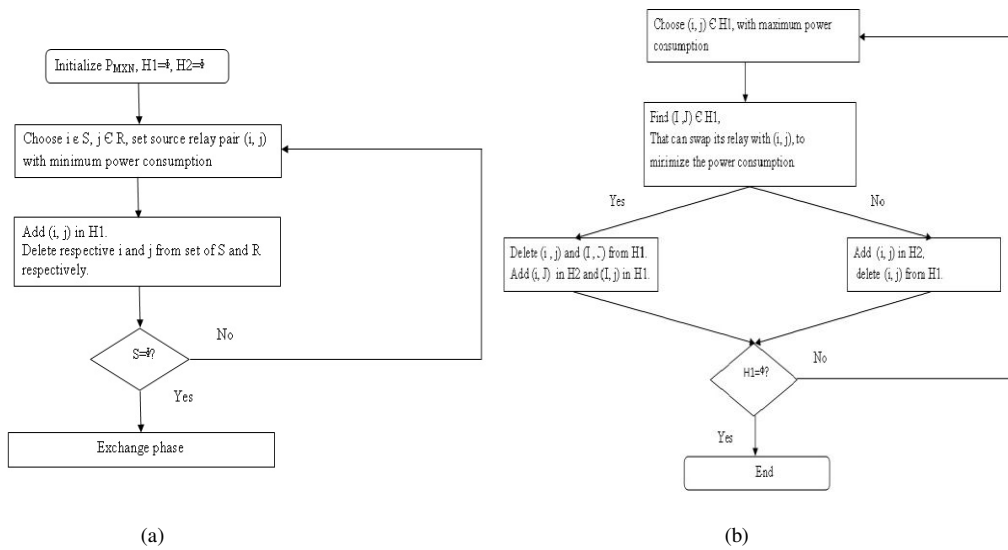 Initialize PMXN, H1=ϕ, H2=ϕ
Choose i ε S, j Є R, set source relay pair (i, j)
with minimum power consumption
Add (i, j) in H1.
Delete respective i and j from set of S and R
respectively.
S=ϕ?
No
Yes
Exchange phase
(a)
Choose (i, j) Є H1, with maximum power
consumption
Find (I,J) Є H1,
That can swap its relay with (i, j), to
minimize the power consumption.
Yes
No
Delete (i, j) and (I, J) from H1.
Add (i, J) in H2 and (I, j) in H1.
Add (i, j) in H2,
delete (i, j) from H1.
H1=ϕ?
No
Yes
End
(b)